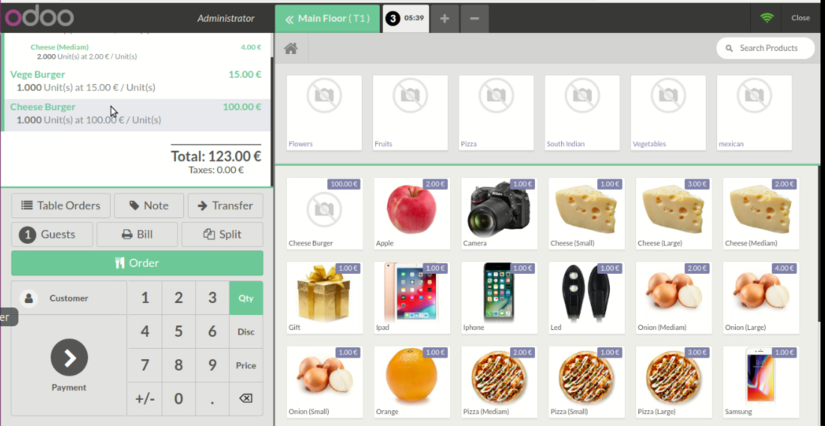 odoo
Administrator
Main Floor ( T1 )
3 05:39
Close
Search Products
Cheese (Mediam) 4.00 €
2.000 Unit(s) at 2.00 € / Unit(s)
Vege Burger 15.00 €
1.000 Unit(s) at 15.00 € / Unit(s)
Cheese Burger 100.00 €
1.000 Unit(s) at 100.00 € / Unit(s)
Total: 123.00 €
Taxes: 0.00 €
Table Orders Note Transfer
1 Guests Bill Split
Order
Customer
1 2 3 Qty
4 5 6 Disc
7 8 9 Price
+/- 0 .
Payment
er
Flowers Fruits Pizza South Indian Vegetables mexican
100.00 € 2.00 € 1.00 € 1.00 € 3.00 € 2.00 €
Cheese Burger Apple Camera Cheese (Small) Cheese (Large) Cheese (Mediam)
1.00 € 1.00 € 1.00 € 1.00 € 2.00 € 4.00 €
Gift Ipad Iphone Led Onion (Mediam) Onion (Large)
1.00 € 1.00 € 2.00 € 1.00 € 3.00 € 1.00 €
Onion (Small) Orange Pizza (Mediam) Pizza (Small) Pizza (Large) Samsung